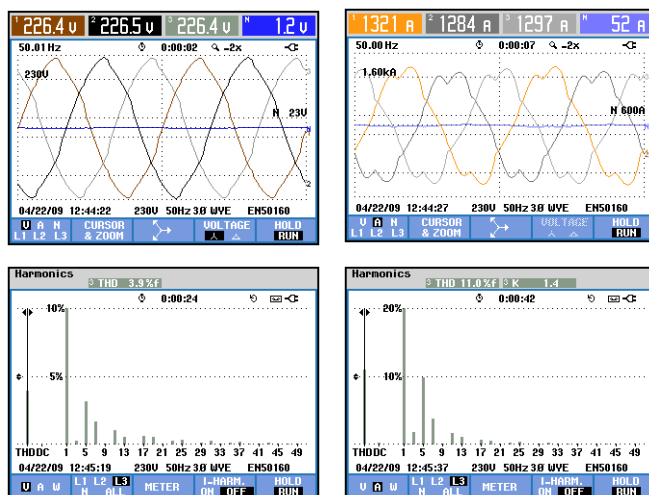 1 226.4 V 2 226.5 V 3 226.4 V N 1.2 V
50.01 Hz 0:00:02 -2x
230V
N 23V
3
N
2
04/22/09 12:44:22 230V 50Hz 3Ø WYE EN50160
V A N
L1 L2 L3
CURSOR
& ZOOM
VOLTAGE
HOLD
RUN
1 1321 A 2 1284 A 3 1297 A N 52 A
50.00 Hz 0:00:07 -2x
1.60kA
N 600A
04/22/09 12:44:27 230V 50Hz 3Ø WYE EN50160
V A N
L1 L2 L3
CURSOR
& ZOOM
VOLTAGE
HOLD
RUN
Harmonics
3 THD 3.9%f
0:00:24
10%
5%
THDDC 1 5 9 13 17 21 25 29 33 37 41 45 49
04/22/09 12:45:19 230V 50Hz 3Ø WYE EN50160
V A W
L1 L2 L3
N ALL
METER
I-HARM.
ON OFF
HOLD
RUN
Harmonics
3 THD 11.0%f 3 K 1.4
0:00:42
20%
10%
THDDC 1 5 9 13 17 21 25 29 33 37 41 45 49
04/22/09 12:45:37 230V 50Hz 3Ø WYE EN50160
V A W
L1 L2 L3
N ALL
METER
I-HARM.
ON OFF
HOLD
RUN